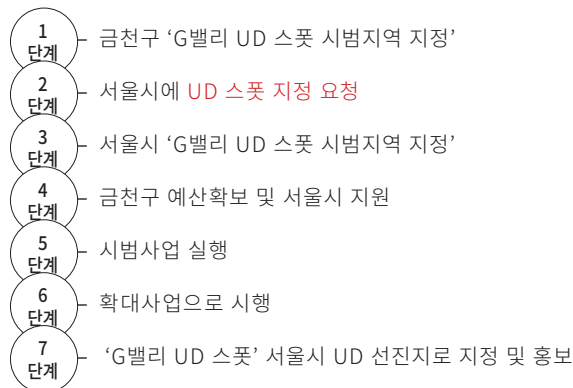 1
단계
금천구 ‘G밸리 UD 스폿 시범지역 지정’
2
단계
서울시에 UD 스폿 지정 요청
3
단계
서울시 ‘G밸리 UD 스폿 시범지역 지정’
4
단계
금천구 예산확보 및 서울시 지원
5
단계
시범사업 실행
6
단계
확대사업으로 시행
7
단계
‘G밸리 UD 스폿’ 서울시 UD 선진지로 지정 및 홍보